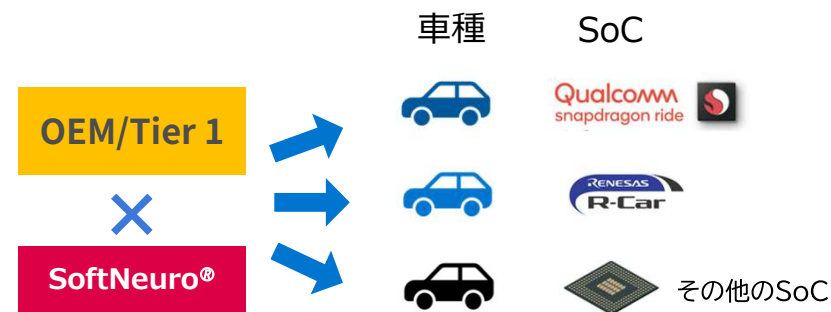 車種
SoC
OEM/Tier 1
SoftNeuro®
Qualcomm
snapdragon ride
RENESAS
R-Car
その他のSoC